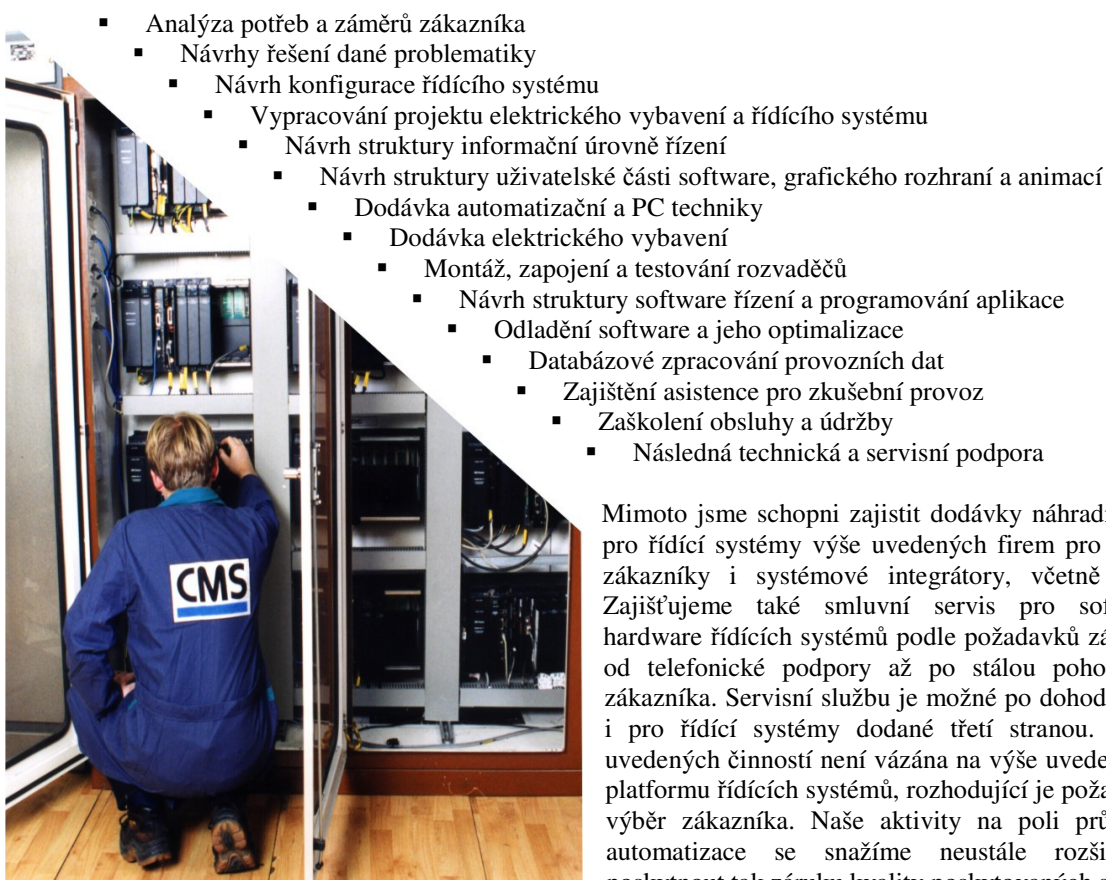 Analýza potřeb a záměrů zákazníka
Návrhy řešení dané problematiky
Návrh konfigurace řídícího systému
Vypracování projektu elektrického vybavení a řídícího systému
Návrh struktury informační úrovně řízení
Návrh struktury uživatelské části software, grafického rozhraní a animací
Dodávka automatizační a PC techniky
Dodávka elektrického vybavení
Montáž, zapojení a testování rozvaděčů
Návrh struktury software řízení a programování aplikace
Odladění software a jeho optimalizace
Databázové zpracování provozních dat
Zajištění asistence pro zkušební provoz
Zaškolení obsluhy a údržby
Následná technická a servisní podpora
Mimoto jsme schopni zajistit dodávky
pro řídící systémy výše uvedených firem pro
zákazníky i systémové integrátory, včetně
Zajišťujeme také smluvní servis pro
hardware řídících systémů podle požadavků
od telefonické podpory až po stálou
zákazníka. Servisní službu je možné po
i pro řídící systémy dodané třetí stranou.
uvedených činností není vázána na výše
platformu řídících systémů, rozhodující je
výběr zákazníka. Naše aktivity na poli
automatizace se snažíme neustále
CMS